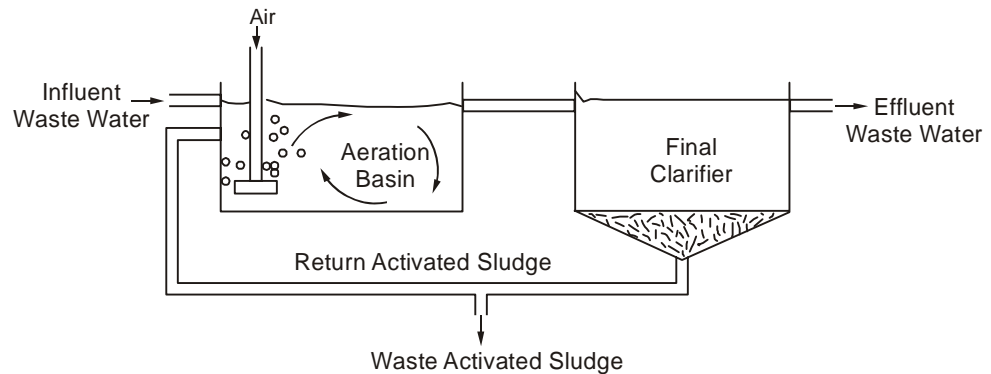 Air
Influent
Waste Water
Aeration
Basin
Final
Clarifier
Effluent
Waste Water
Return Activated Sludge
Waste Activated Sludge